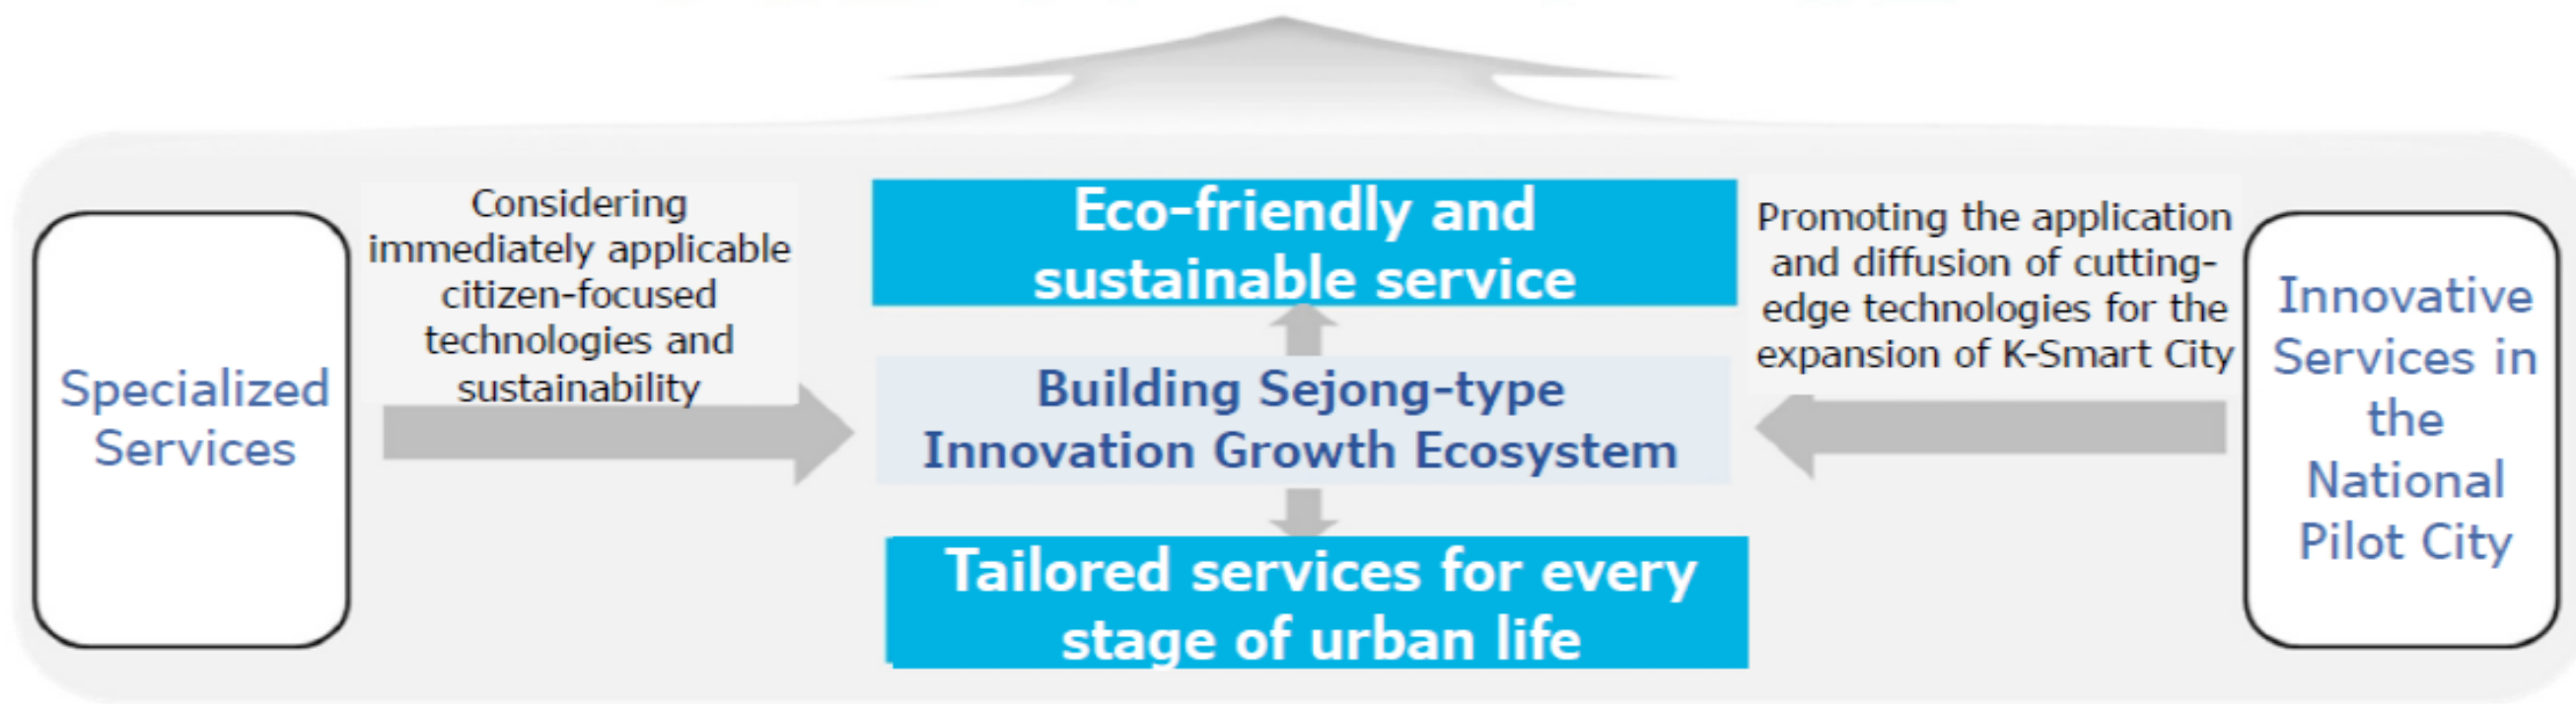 Specialized
Services
Considering
immediately applicable
citizen-focused
technologies and
sustainability
Eco-friendly and
sustainable service
Building Sejong-type
Innovation Growth Ecosystem
Tailored services for every
stage of urban life
Promoting the application
and diffusion of cutting-
edge technologies for the
expansion of K-Smart City
Innovative
Services in
the
National
Pilot City